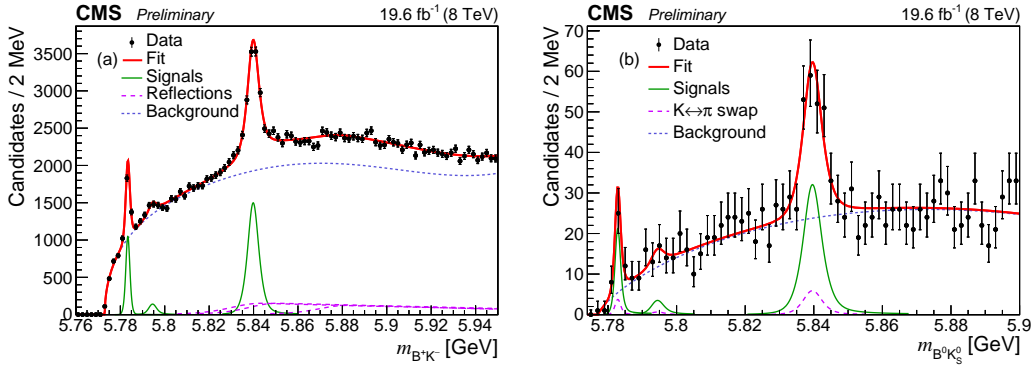 CMS Preliminary 19.6 fb⁻¹ (8 TeV)
Candidates / 2 MeV
(a)
Data
Fit
Signals
Reflections
Background
3500
3000
2500
2000
1500
1000
500
0
5.76 5.78 5.8 5.82 5.84 5.86 5.88 5.9 5.92 5.94
m_{B⁺K⁻} [GeV]
CMS Preliminary 19.6 fb⁻¹ (8 TeV)
Candidates / 2 MeV
(b)
Data
Fit
Signals
K↔π swap
Background
70
60
50
40
30
20
10
0
5.78 5.8 5.82 5.84 5.86 5.88 5.9
m_{B⁰K⁰_S} [GeV]